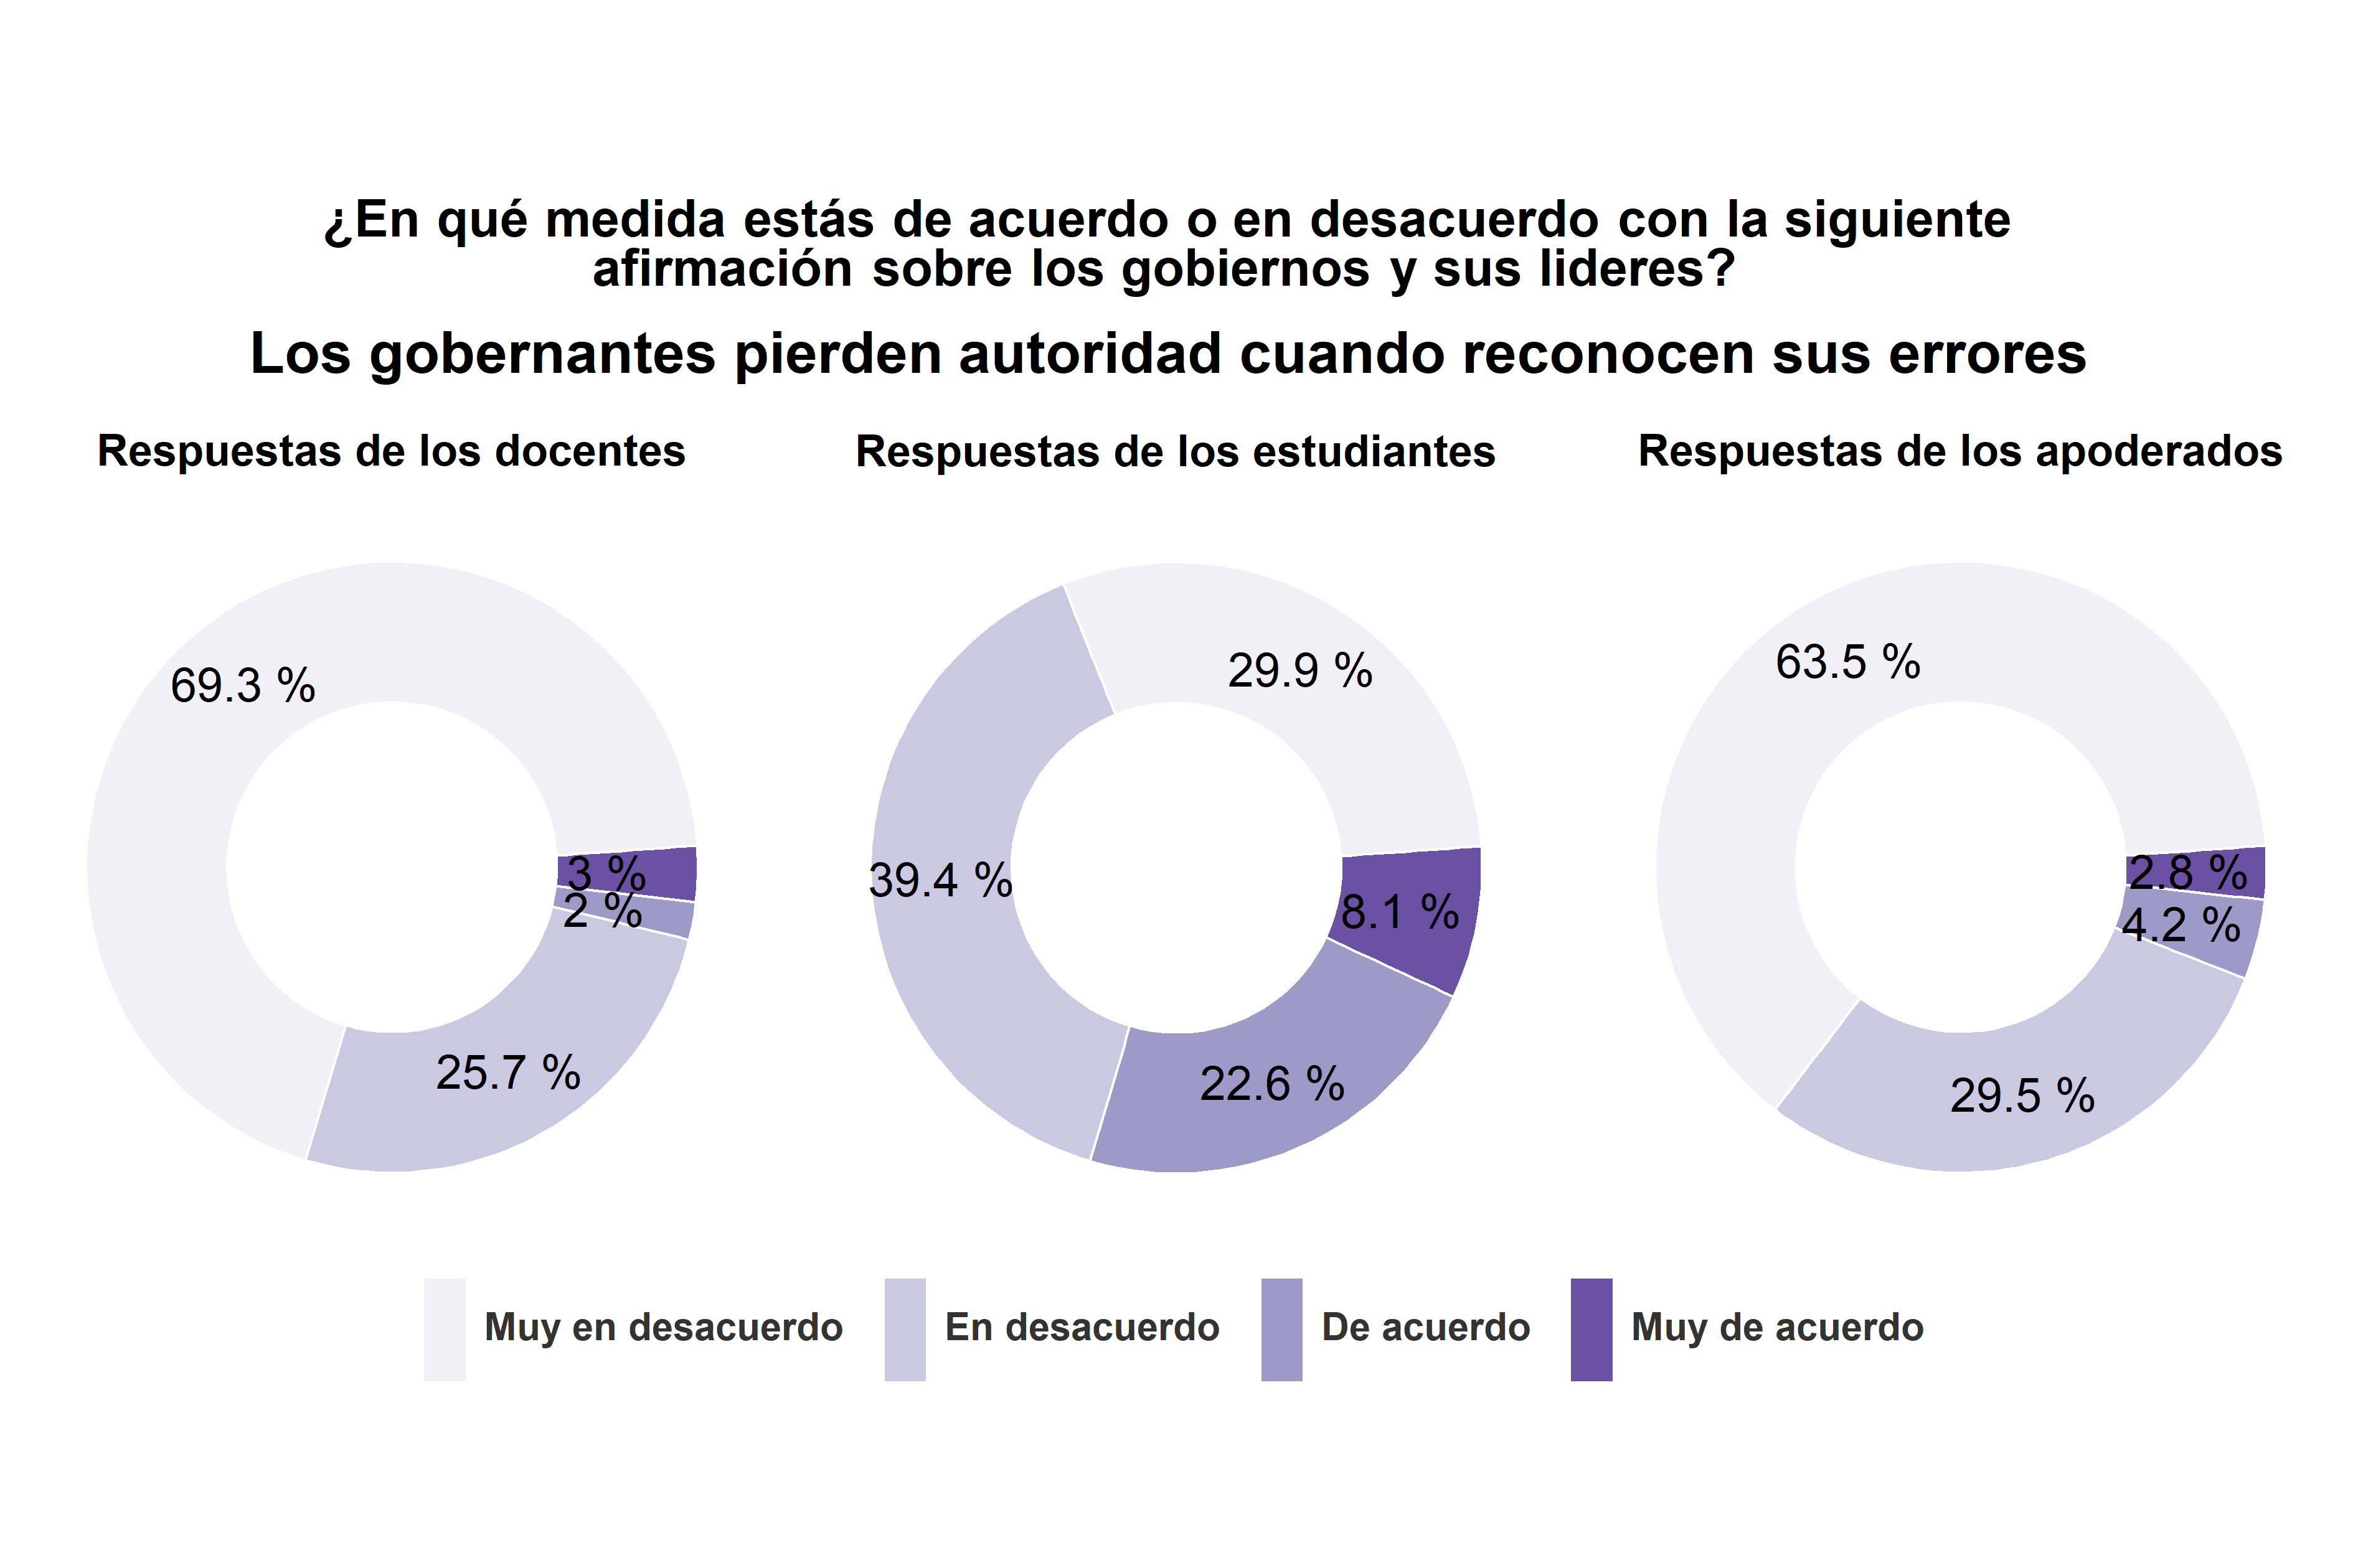 ¿En qué medida estás de acuerdo o en desacuerdo con la siguiente
afirmación sobre los gobiernos y sus lideres?
Los gobernantes pierden autoridad cuando reconocen sus errores
Respuestas de los docentes
69.3 %
3 %
2 %
25.7 %
Respuestas de los estudiantes
29.9 %
39.4 %
8.1 %
22.6 %
Respuestas de los apoderados
63.5 %
2.8 %
4.2 %
29.5 %
Muy en desacuerdo
En desacuerdo
De acuerdo
Muy de acuerdo